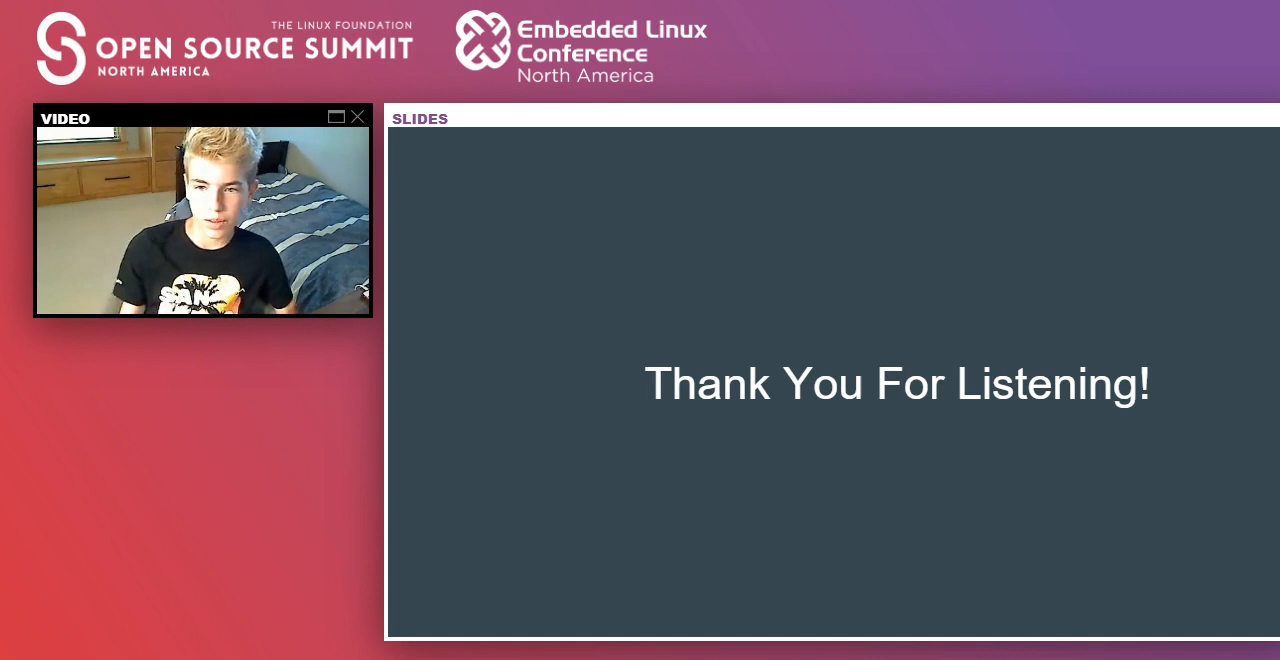 THE LINUX FOUNDATION
OPEN SOURCE SUMMIT
NORTH AMERICA
Embedded Linux
Conference
North America
VIDEO
SLIDES
SAN
Thank You For Listening!